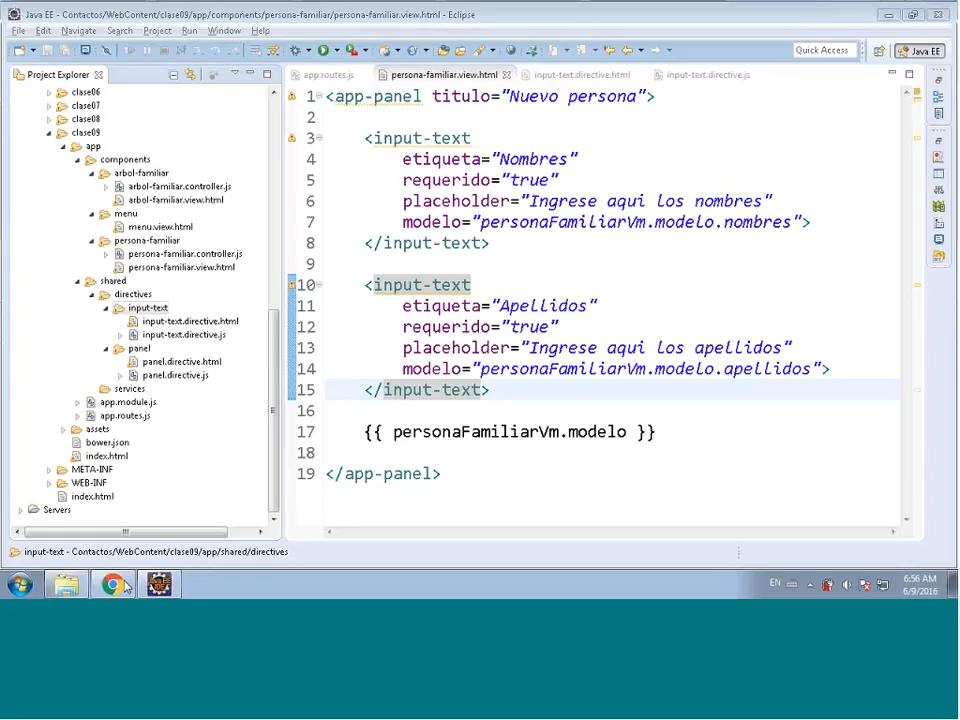 Java EE - Contactos/WebContent/clase09/app/components/persona-familiar/persona-familiar.view.html - Eclipse
File Edit Navigate Search Project Run Window Help
Quick Access
Java EE
Project Explorer
app.routes.js
persona-familiar.view.html
input-text.directive.html
input-text.directive.js
clase06
clase07
clase08
clase09
app
components
arbol-familiar
arbol-familiar.controller.js
arbol-familiar.view.html
menu
menu.view.html
persona-familiar
persona-familiar.controller.js
persona-familiar.view.html
shared
directives
input-text
input-text.directive.html
input-text.directive.js
panel
panel.directive.html
panel.directive.js
services
app.module.js
app.routes.js
assets
bower.json
index.html
META-INF
WEB-INF
index.html
Servers
1 <app-panel titulo="Nuevo persona">
2
3 <input-text
4 etiqueta="Nombres"
5 requerido="true"
6 placeholder="Ingrese aqui los nombres"
7 modelo="personaFamiliarVm.modelo.nombres">
8 </input-text>
9
10 <input-text
11 etiqueta="Apellidos"
12 requerido="true"
13 placeholder="Ingrese aqui los apellidos"
14 modelo="personaFamiliarVm.modelo.apellidos">
15 </input-text>
16
17 {{ personaFamiliarVm.modelo }}
18
19 </app-panel>
input-text - Contactos/WebContent/clase09/app/shared/directives
EN
6:56 AM
6/9/2016